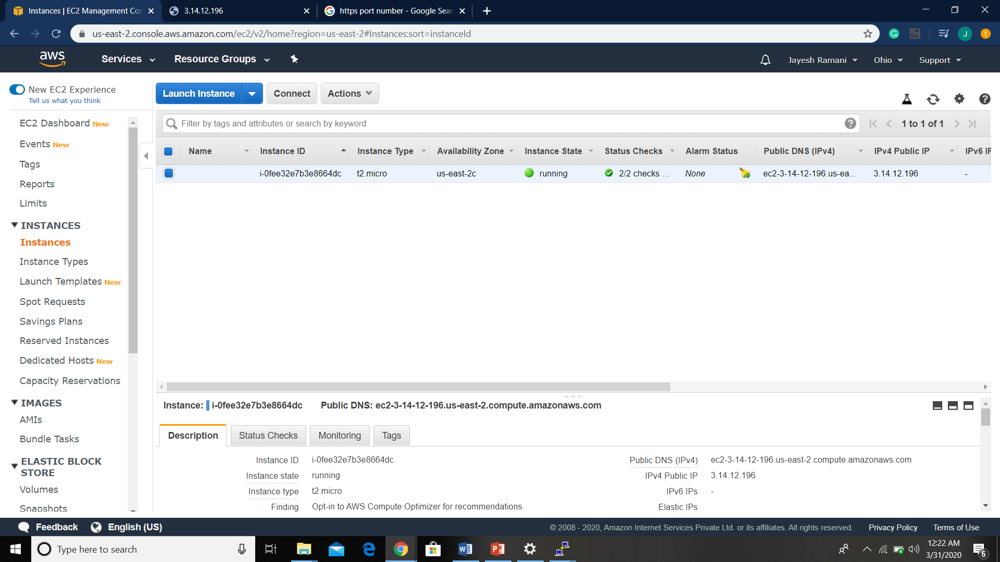 Instances | EC2 Management Con
3.14.12.196
https port number - Google Sear
us-east-2.console.aws.amazon.com/ec2/v2/home?region=us-east-2#Instances:sort=instanceId
Se
J
aws
Services
Resource Groups
Jayesh Ramani
Ohio
Support
New EC2 Experience
Tell us what you think
EC2 Dashboard New
Events New
Tags
Reports
Limits
INSTANCES
Instances
Instance Types
Launch Templates New
Spot Requests
Savings Plans
Reserved Instances
Dedicated Hosts New
Capacity Reservations
IMAGES
AMIs
Bundle Tasks
ELASTIC BLOCK
STORE
Volumes
Snapshots
Launch Instance
Connect
Actions
Filter by tags and attributes or search by keyword
1 to 1 of 1
Name
Instance ID
Instance Type
Availability Zone
Instance State
Status Checks
Alarm Status
Public DNS (IPv4)
IPv4 Public IP
IPv6 IF
i-0fee32e7b3e8664dc
t2.micro
us-east-2c
running
2/2 checks ...
None
ec2-3-14-12-196.us-ea...
3.14.12.196
-
Instance: i-0fee32e7b3e8664dc
Public DNS: ec2-3-14-12-196.us-east-2.compute.amazonaws.com
Description
Status Checks
Monitoring
Tags
Instance ID i-0fee32e7b3e8664dc
Instance state running
Instance type t2.micro
Finding Opt-in to AWS Compute Optimizer for recommendations.
Public DNS (IPv4) ec2-3-14-12-196.us-east-2.compute.amazonaws.com
IPv4 Public IP 3.14.12.196
IPv6 IPs -
Elastic IPs
Feedback
English (US)
© 2008 - 2020, Amazon Internet Services Private Ltd. or its affiliates. All rights reserved.
Privacy Policy
Terms of Use
Type here to search
12:22 AM
3/31/2020
6